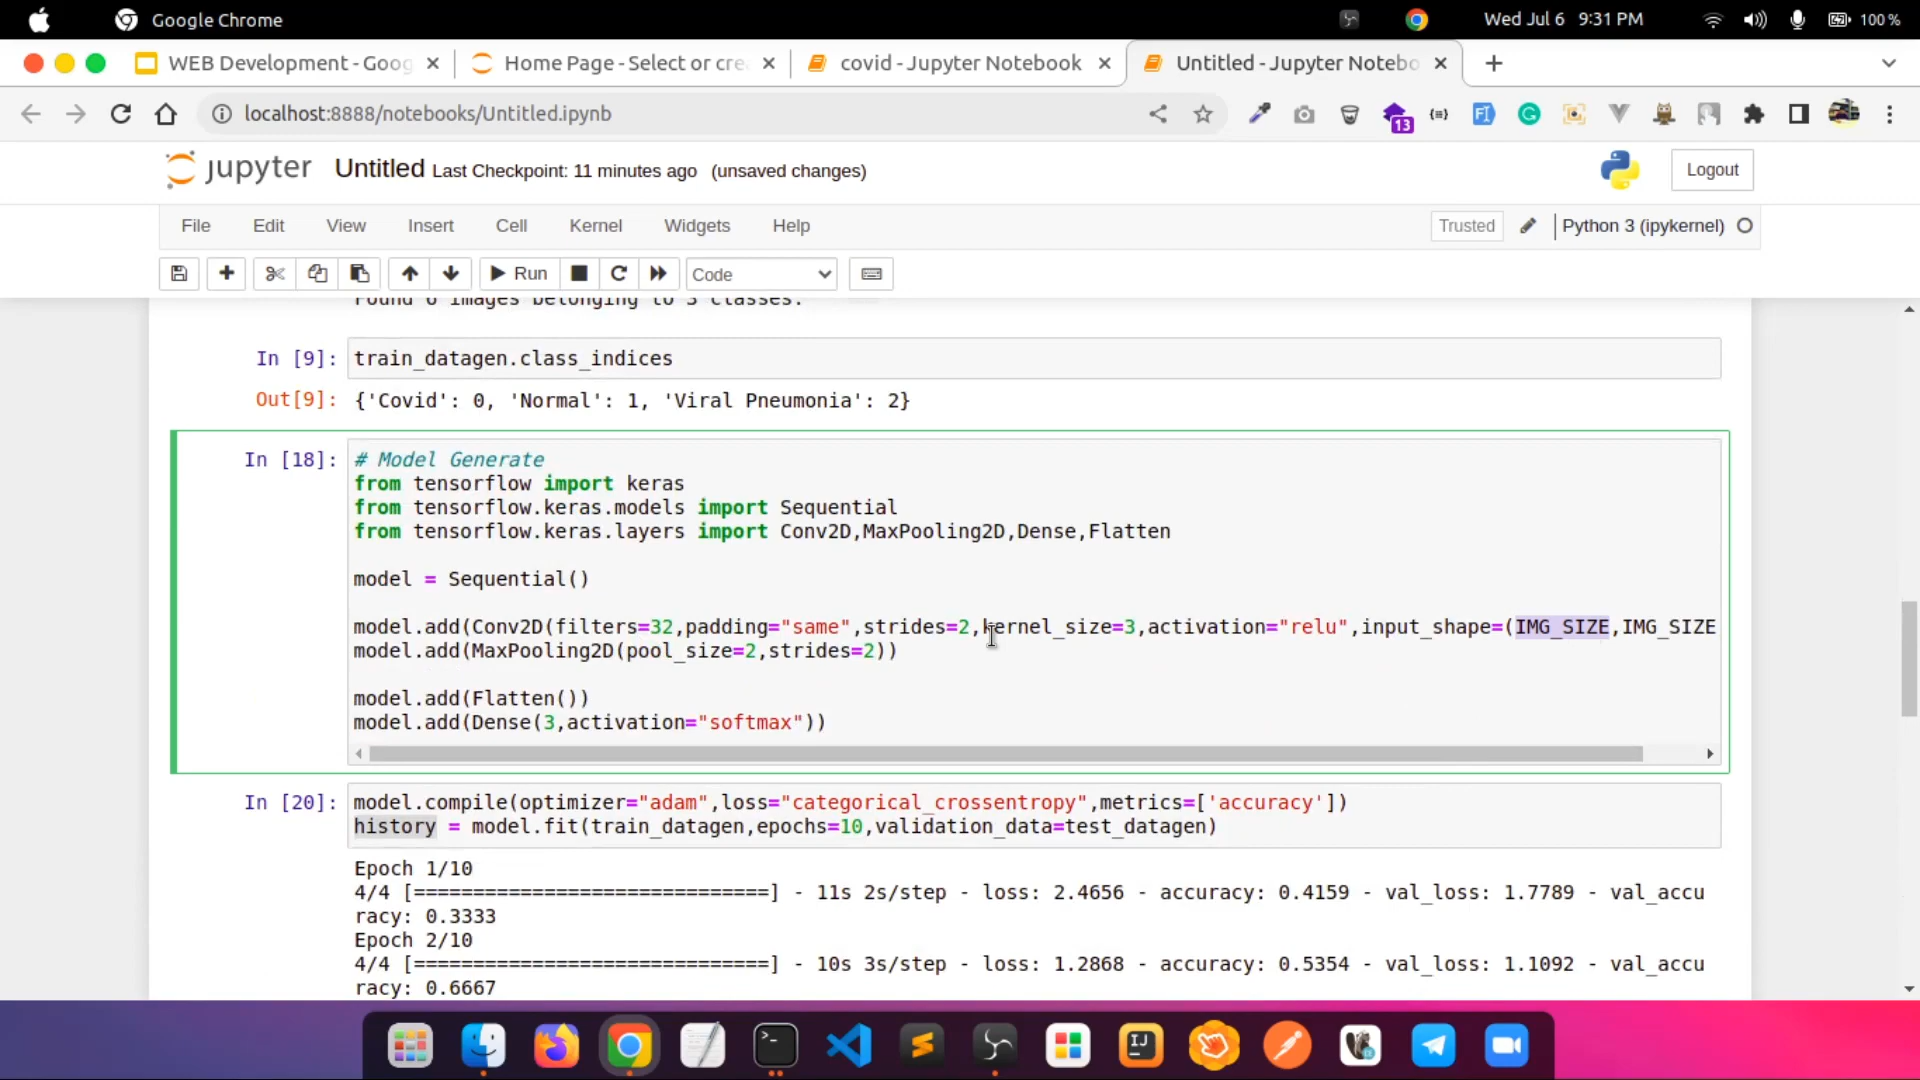 Google Chrome
Wed Jul 6 9:31 PM
100 %
WEB Development - Goog
Home Page - Select or cre
covid - Jupyter Notebook
Untitled - Jupyter Notebo
localhost:8888/notebooks/Untitled.ipynb
13
jupyter Untitled Last Checkpoint: 11 minutes ago (unsaved changes)
Logout
File Edit View Insert Cell Kernel Widgets Help
Trusted
Python 3 (ipykernel)
Run
Code
Found 6 images belonging to 3 classes.
In [9]: train_datagen.class_indices
Out[9]: {'Covid': 0, 'Normal': 1, 'Viral Pneumonia': 2}
In [18]: # Model Generate
from tensorflow import keras
from tensorflow.keras.models import Sequential
from tensorflow.keras.layers import Conv2D,MaxPooling2D,Dense,Flatten
model = Sequential()
model.add(Conv2D(filters=32,padding="same",strides=2,kernel_size=3,activation="relu",input_shape=(IMG_SIZE,IMG_SIZE
model.add(MaxPooling2D(pool_size=2,strides=2))
model.add(Flatten())
model.add(Dense(3,activation="softmax"))
In [20]: model.compile(optimizer="adam",loss="categorical_crossentropy",metrics=['accuracy'])
history = model.fit(train_datagen,epochs=10,validation_data=test_datagen)
Epoch 1/10
4/4 [==============================] - 11s 2s/step - loss: 2.4656 - accuracy: 0.4159 - val_loss: 1.7789 - val_accu
racy: 0.3333
Epoch 2/10
4/4 [==============================] - 10s 3s/step - loss: 1.2868 - accuracy: 0.5354 - val_loss: 1.1092 - val_accu
racy: 0.6667